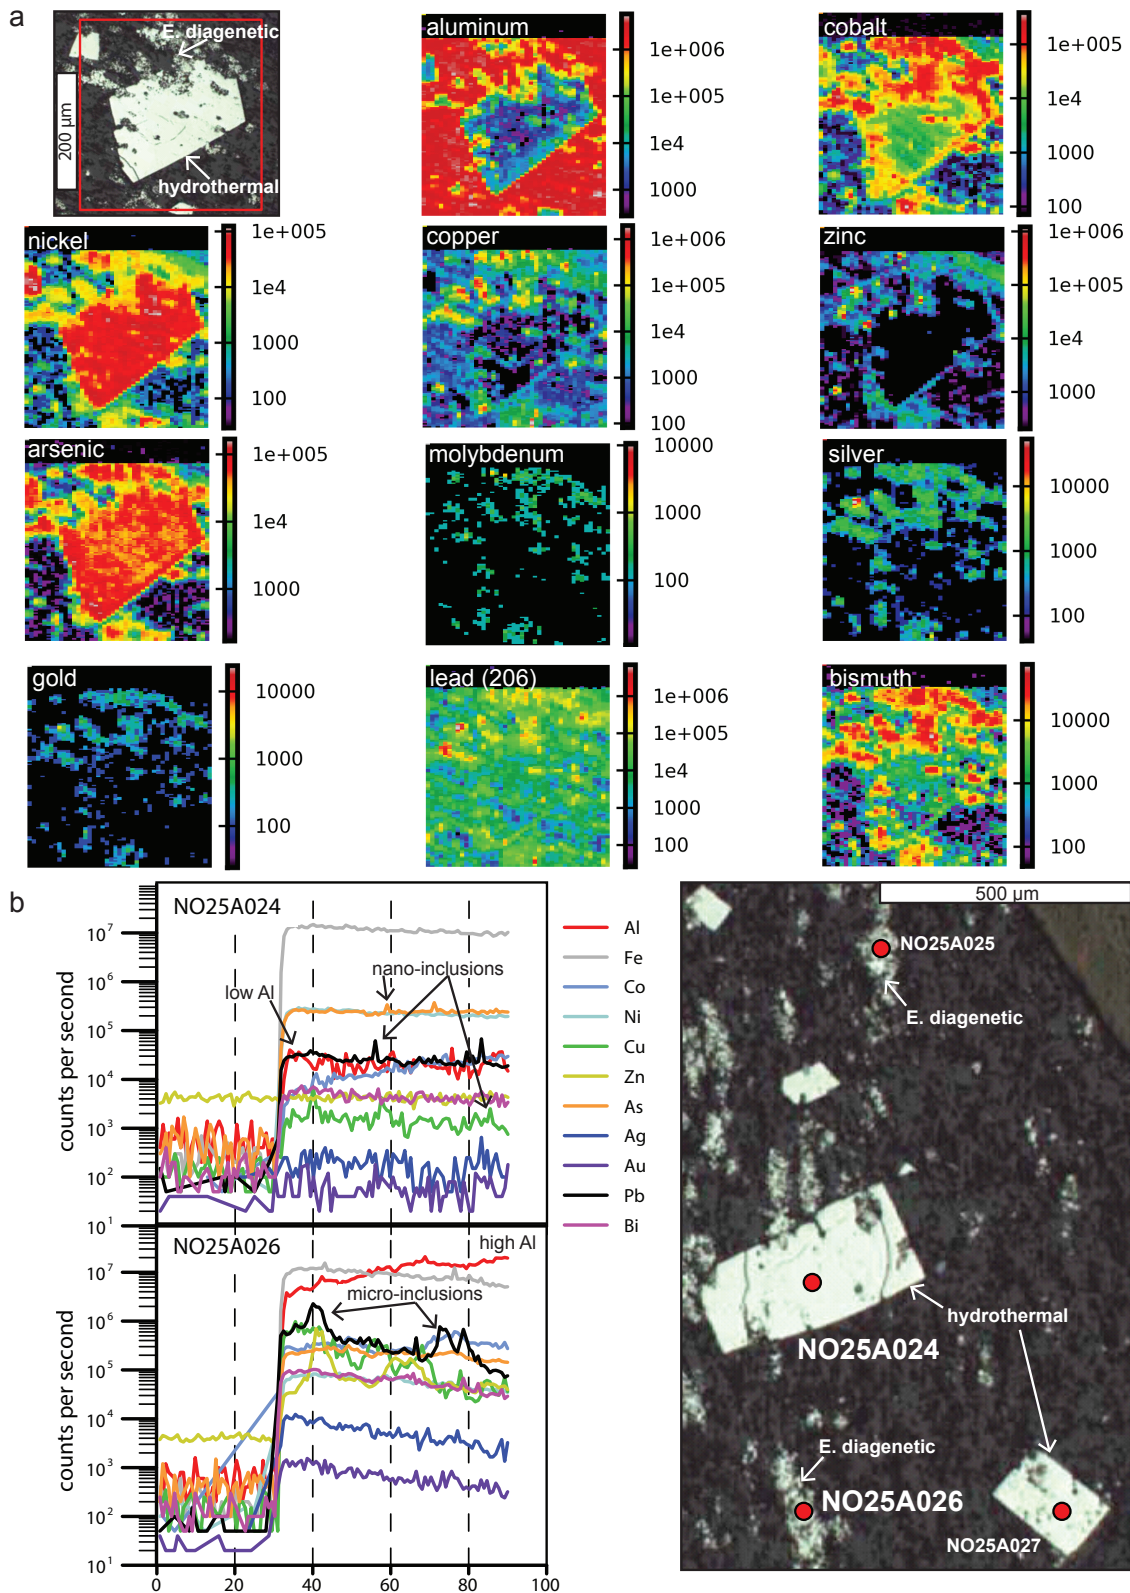 a
E. diagenetic
200 µm
hydrothermal
aluminum
1e+006
1e+005
1e4
1000
cobalt
1e+005
1e4
1000
100
nickel
1e+005
1e4
1000
100
copper
1e+006
1e+005
1e4
1000
100
zinc
1e+006
1e+005
1e4
1000
arsenic
1e+005
1e4
1000
molybdenum
10000
1000
100
silver
10000
1000
100
gold
10000
1000
100
lead (206)
1e+006
1e+005
1e4
1000
100
bismuth
10000
1000
100
b
NO25A024
counts per second
10⁷
10⁶
10⁵
10⁴
10³
10²
10¹
low Al
nano-inclusions
Al
Fe
Co
Ni
Cu
Zn
As
Ag
Au
Pb
Bi
NO25A026
high Al
micro-inclusions
counts per second
10⁷
10⁶
10⁵
10⁴
10³
10²
10¹
0
20
40
60
80
100
500 µm
NO25A025
E. diagenetic
hydrothermal
NO25A024
E. diagenetic
NO25A026
NO25A027